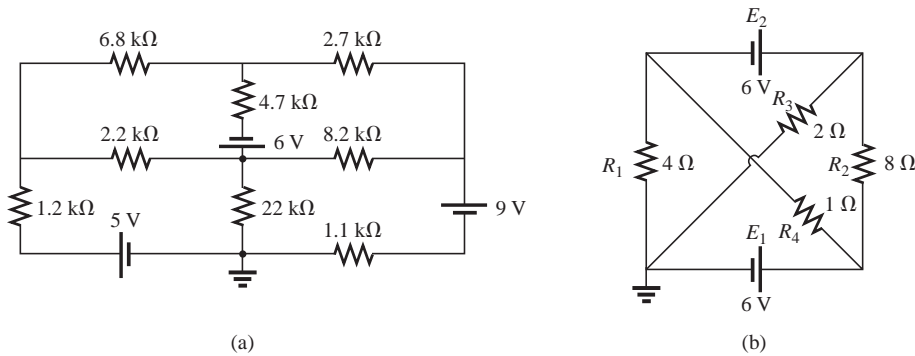 6.8 kΩ
2.7 kΩ
4.7 kΩ
6 V
2.2 kΩ
8.2 kΩ
1.2 kΩ
5 V
22 kΩ
1.1 kΩ
9 V
(a)
E2
6 V
R3
2 Ω
R1
4 Ω
R2
8 Ω
1 Ω
R4
E1
6 V
(b)